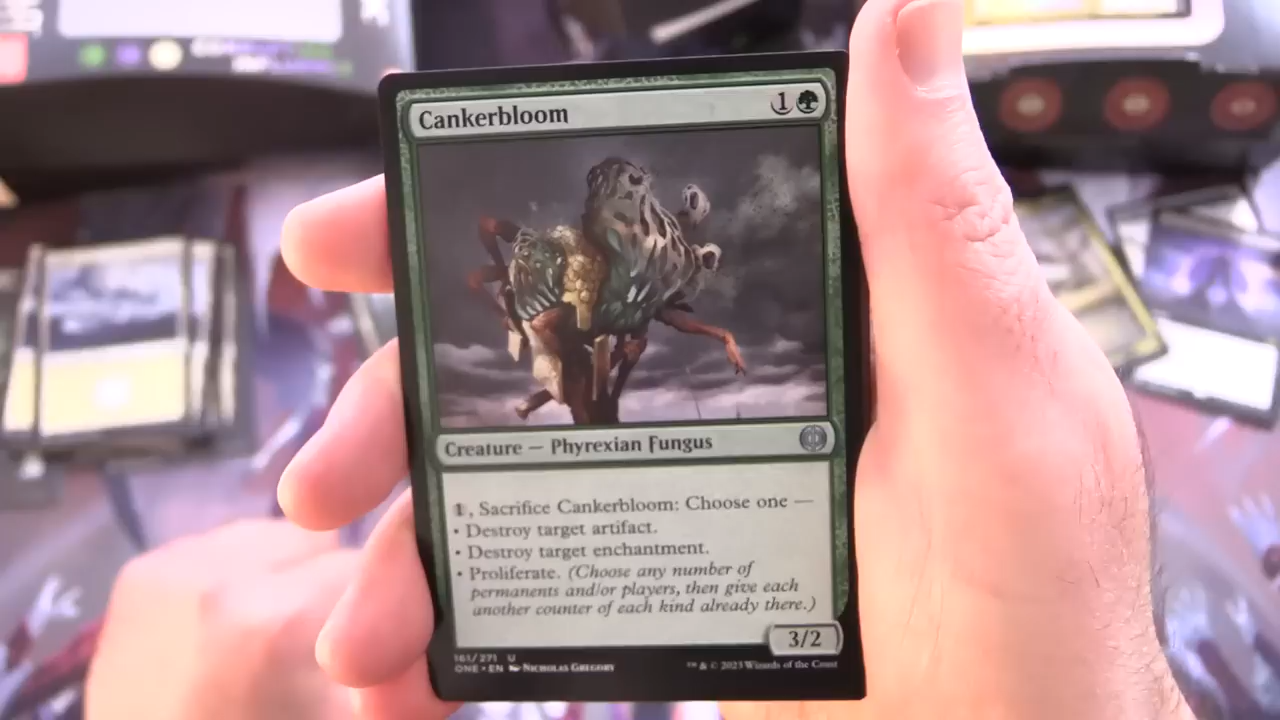 Cankerbloom 1
Creature — Phyrexian Fungus
1, Sacrifice Cankerbloom: Choose one —
• Destroy target artifact.
• Destroy target enchantment.
• Proliferate. (Choose any number of
permanents and/or players, then give each
another counter of each kind already there.)
3/2
161/271 U
ONE • EN Nicholas Gregory
™ & © 2023 Wizards of the Coast